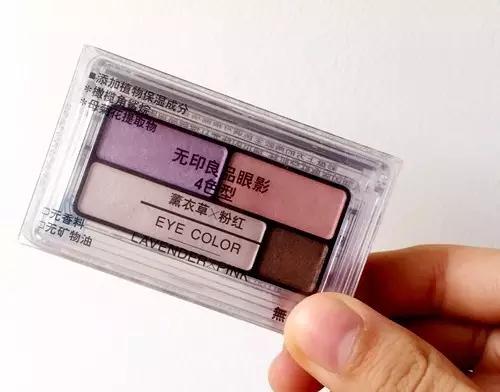 ■添加植物保湿成分
*橄榄角鲨烷
*母菊花提取物
无印良品眼影
4色型
薰衣草×粉红
EYE COLOR
LAVENDER×PINK
□无香料
□无矿物油
無